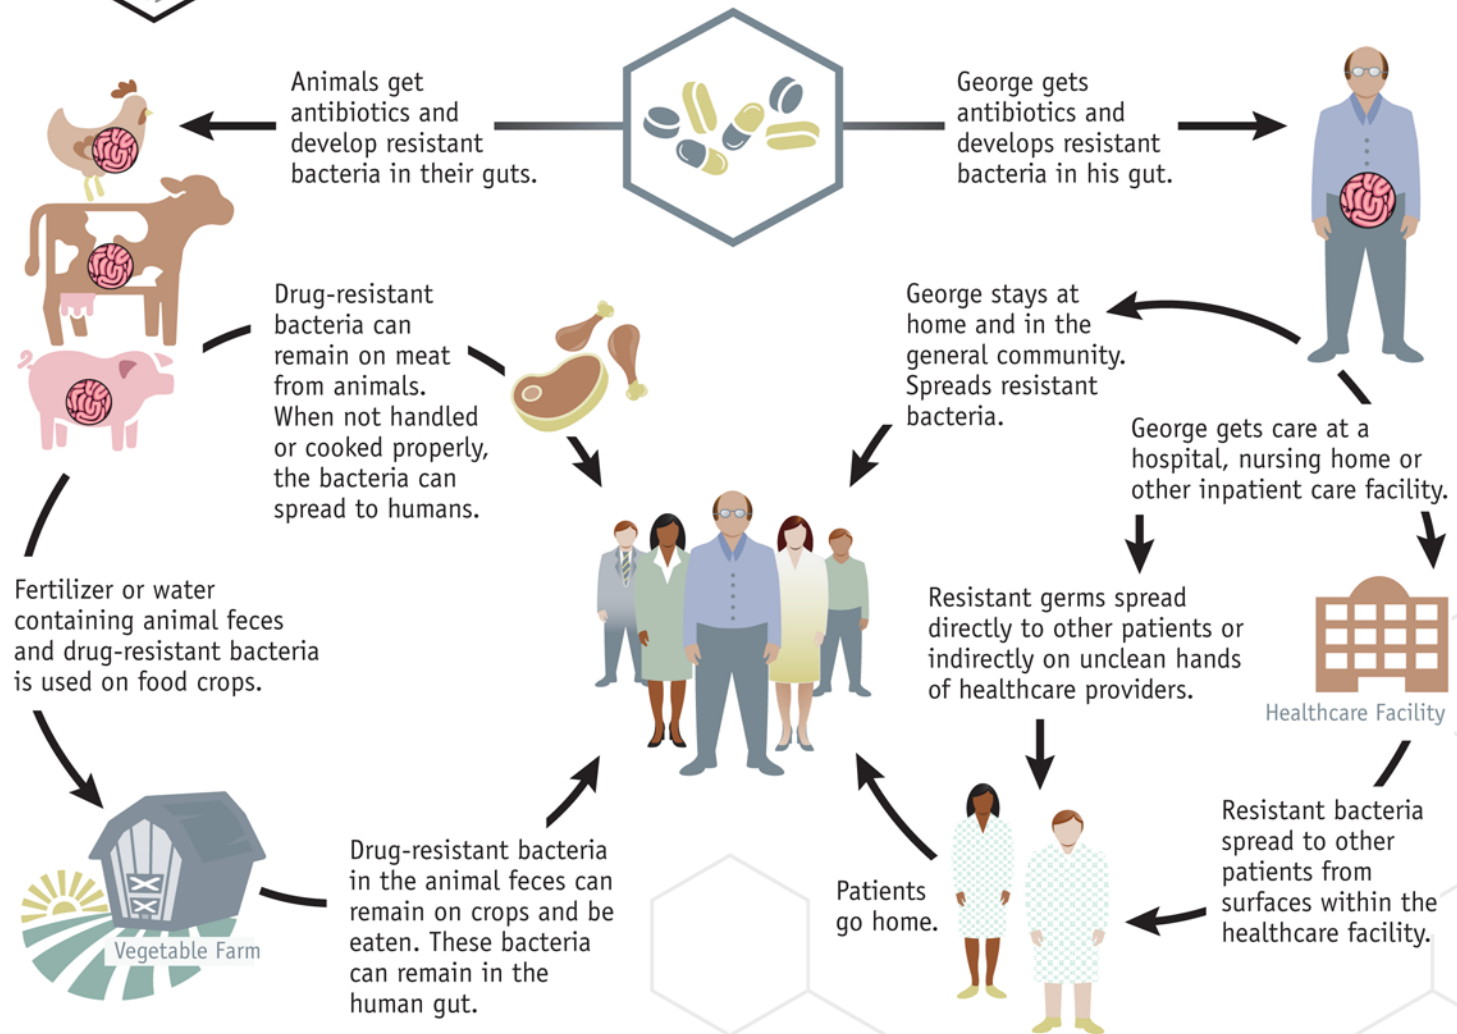 Animals get
antibiotics and
develop resistant
bacteria in their guts.
George gets
antibiotics and
develops resistant
bacteria in his gut.
Drug-resistant
bacteria can
remain on meat
from animals.
When not handled
or cooked properly,
the bacteria can
spread to humans.
George stays at
home and in the
general community.
Spreads resistant
bacteria.
George gets care at a
hospital, nursing home or
other inpatient care facility.
Fertilizer or water
containing animal feces
and drug-resistant bacteria
is used on food crops.
Resistant germs spread
directly to other patients or
indirectly on unclean hands
of healthcare providers.
Healthcare Facility
Vegetable Farm
Drug-resistant bacteria
in the animal feces can
remain on crops and be
eaten. These bacteria
can remain in the
human gut.
Patients
go home.
Resistant bacteria
spread to other
patients from
surfaces within the
healthcare facility.